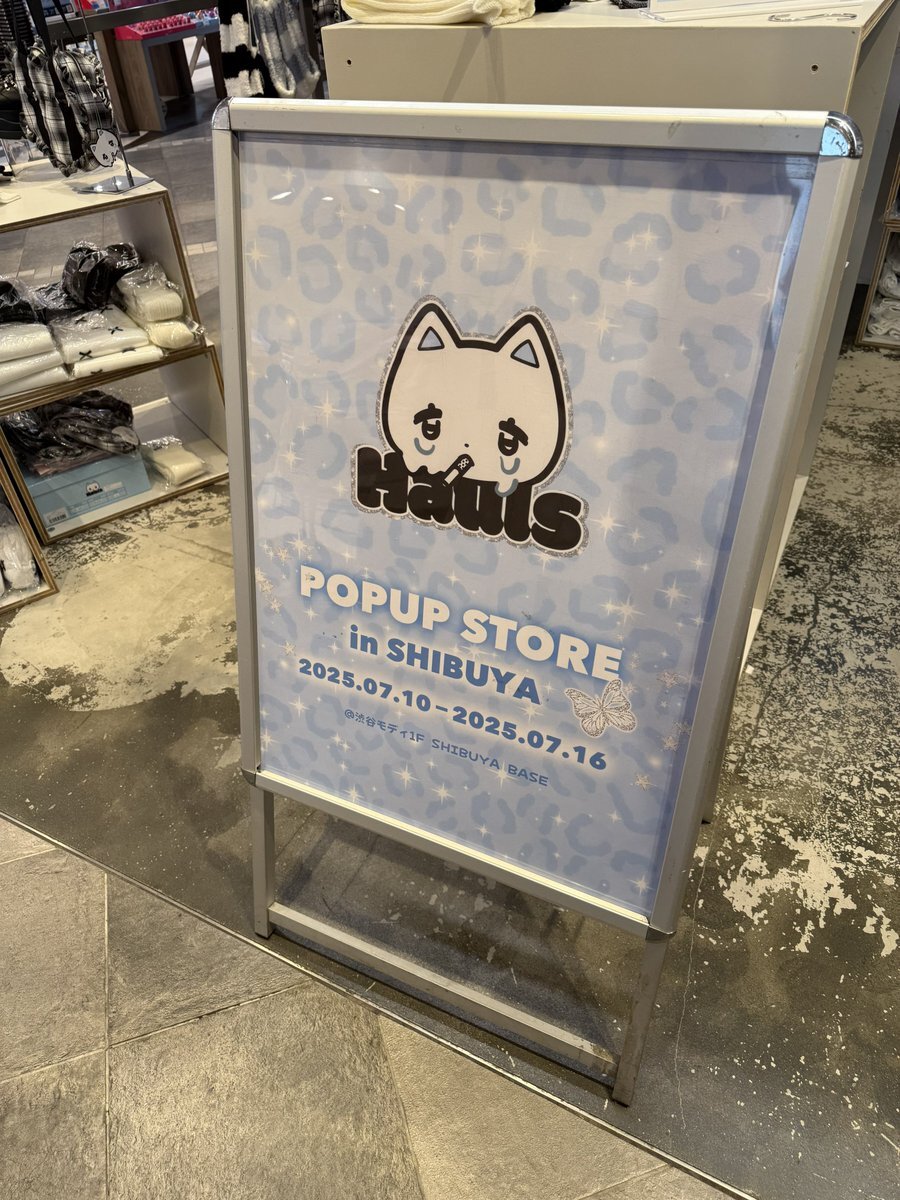 Hauls
POPUP STORE
in SHIBUYA
2025.07.10-2025.07.16
@渋谷モディ1F SHIBUYA BASE